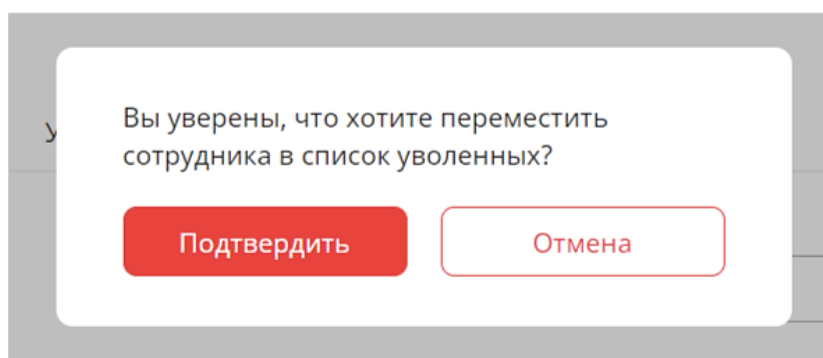 Вы уверены, что хотите переместить
сотрудника в список уволенных?
Подтвердить
Отмена